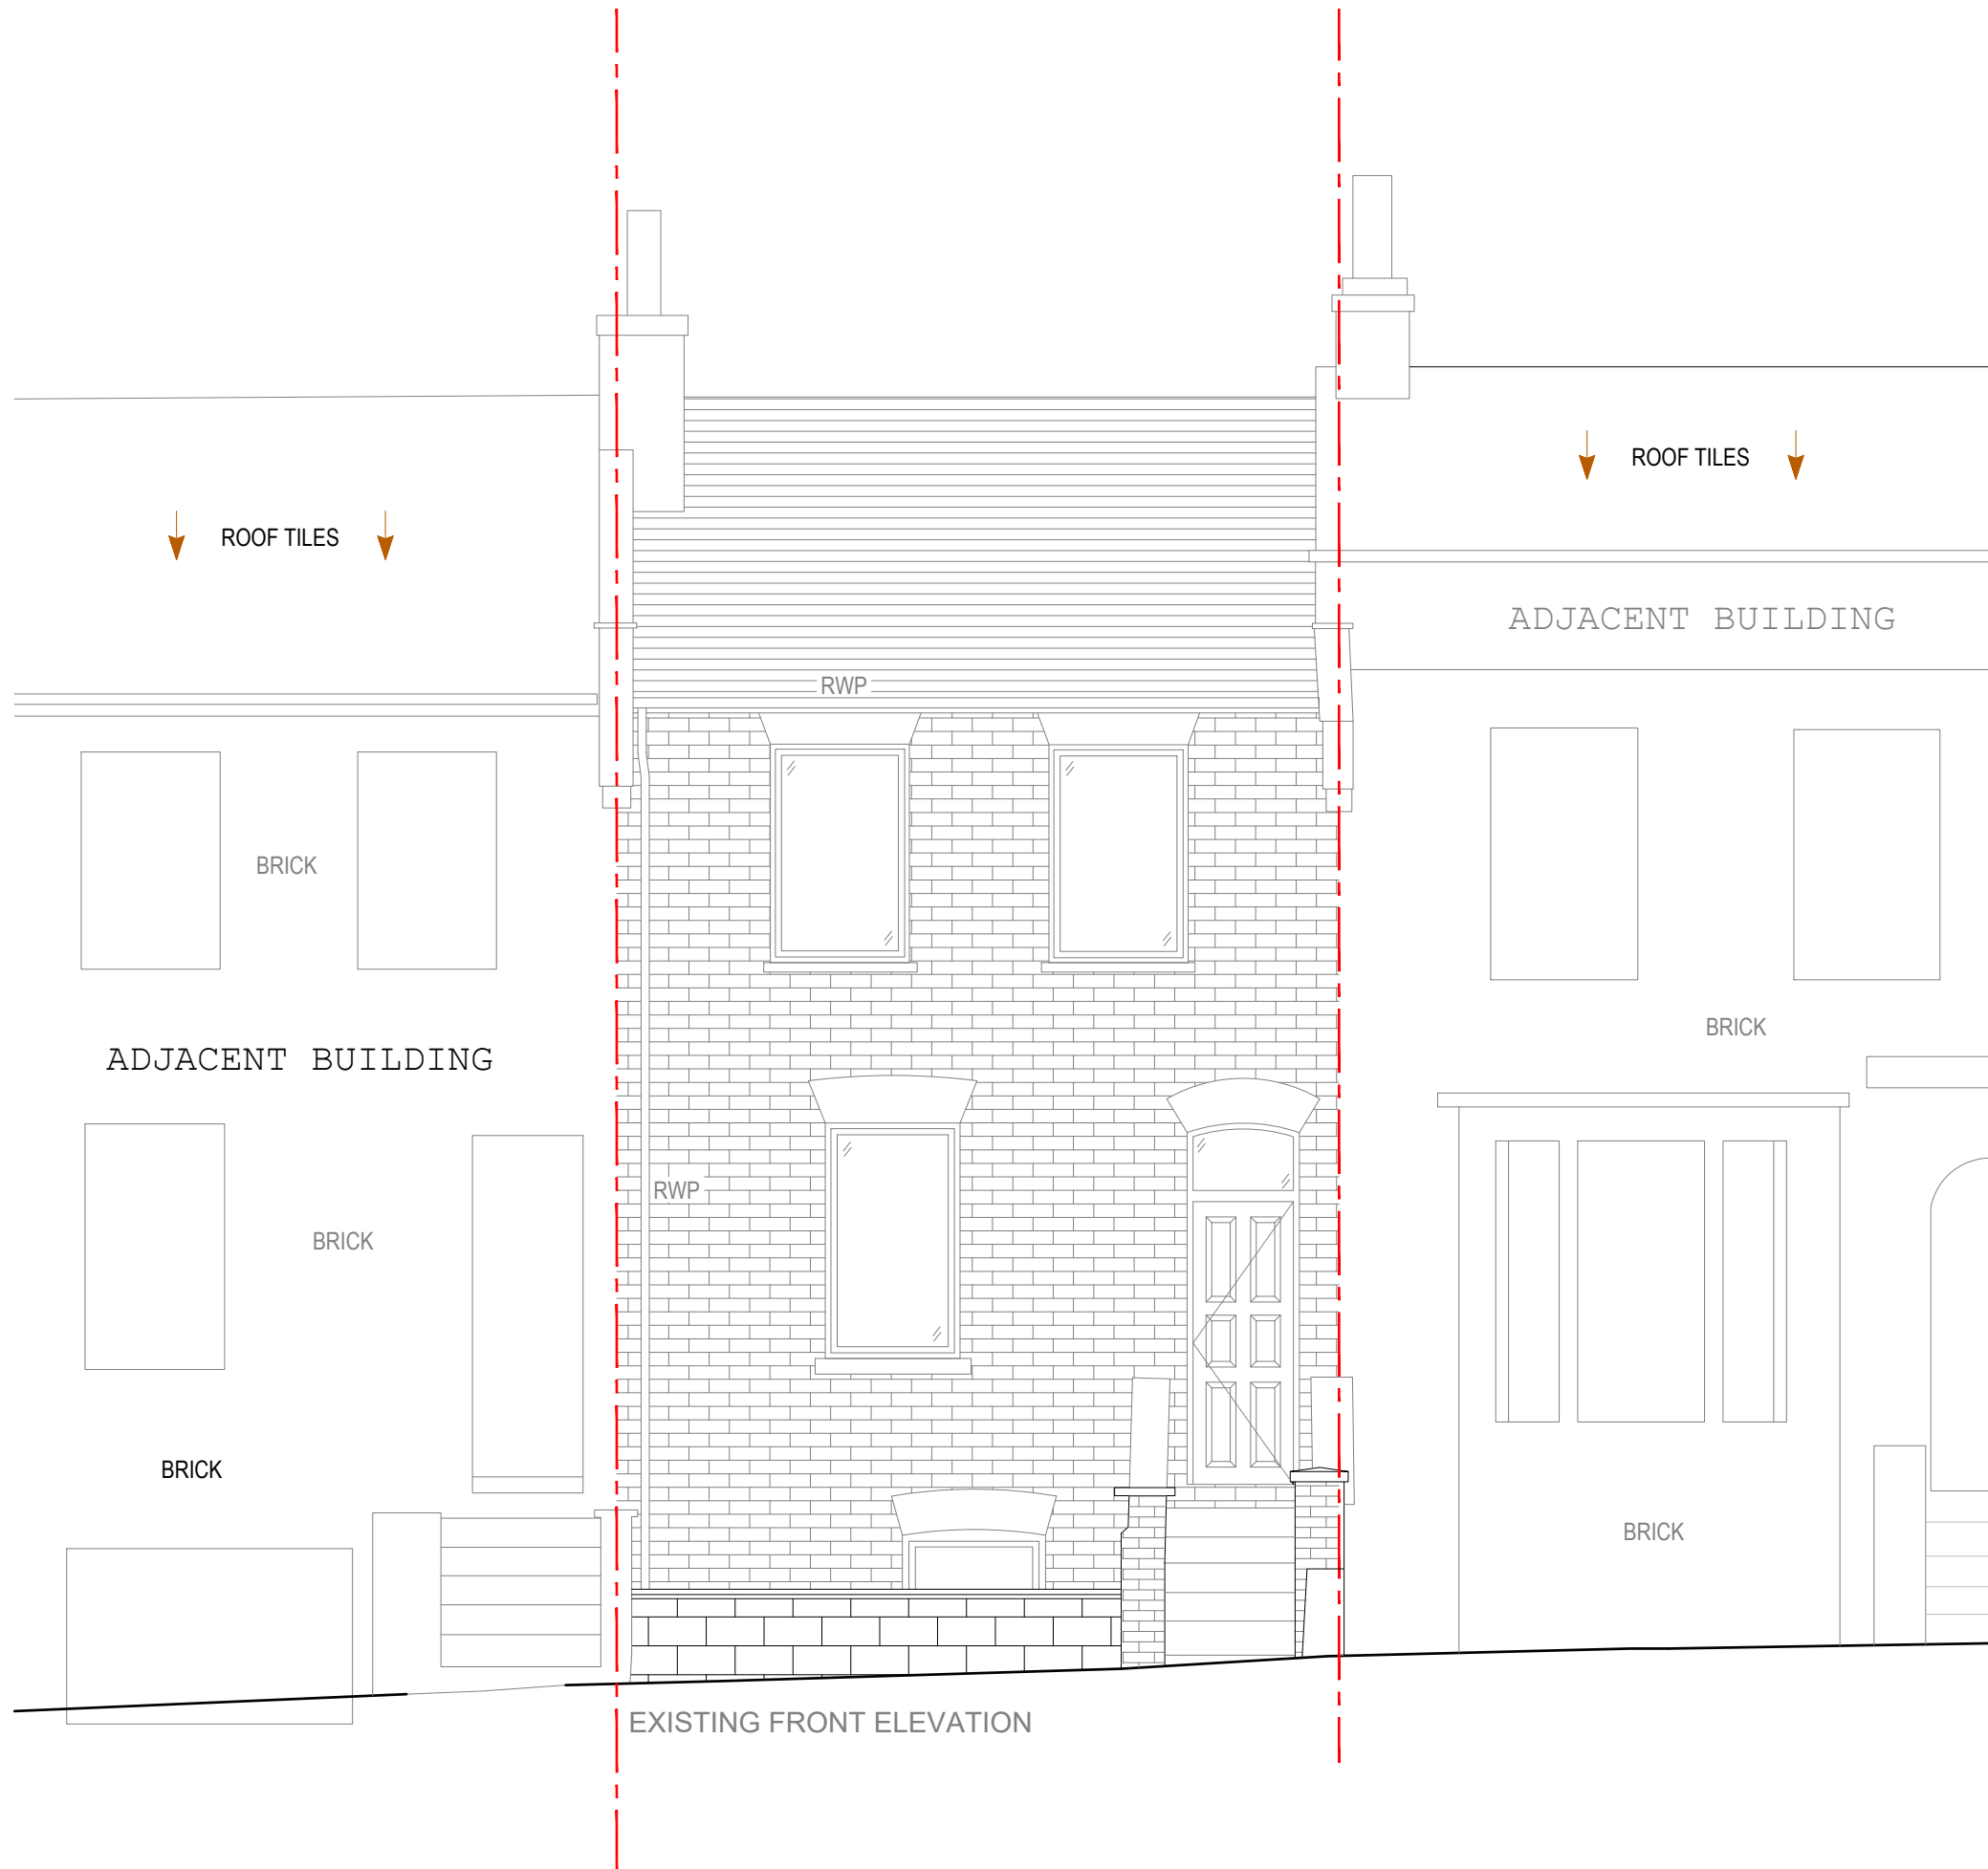 ROOF TILES
ROOF TILES
ADJACENT BUILDING
RWP
BRICK
BRICK
ADJACENT BUILDING
RWP
BRICK
BRICK
BRICK
EXISTING FRONT ELEVATION